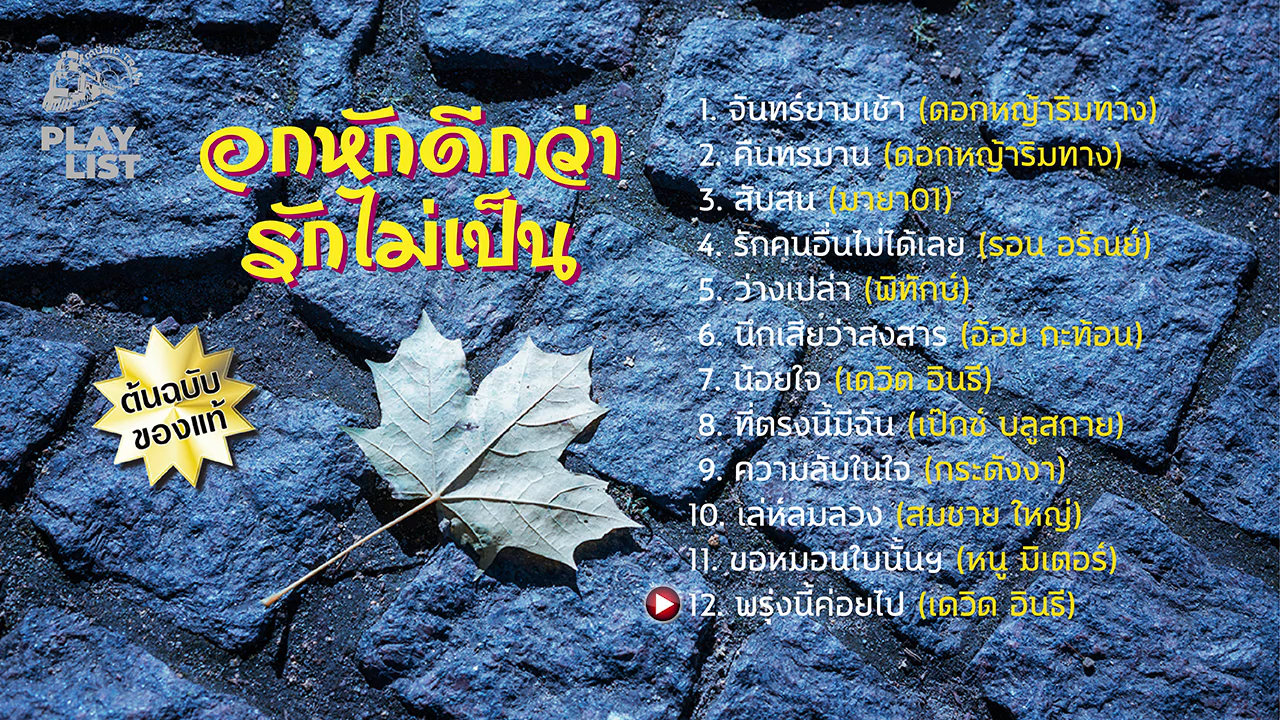 PLAY
LIST
อกหักดีกว่า
รักไม่เป็น
ต้นฉบับ
ของแท้
1. จันทร์ยามเช้า (ดอกหญ้าริมทาง)
2. คืนทรมาน (ดอกหญ้าริมทาง)
3. สับสน (มายา01)
4. รักคนอื่นไม่ได้เลย (รอน อรัณย์)
5. ว่างเปล่า (พิทักษ์)
6. นึกเสียว่าสงสาร (อ้อย กะท้อน)
7. น้อยใจ (เดวิด อินธี)
8. ที่ตรงนี้มีฉัน (เป๊กซ์ บลูสกาย)
9. ความลับในใจ (กระดังงา)
10. เล่ห์ลมลวง (สมชาย ใหญ่)
11. ขอหมอนใบนั้นฯ (หนู มิเตอร์)
12. พรุ่งนี้ค่อยไป (เดวิด อินธี)